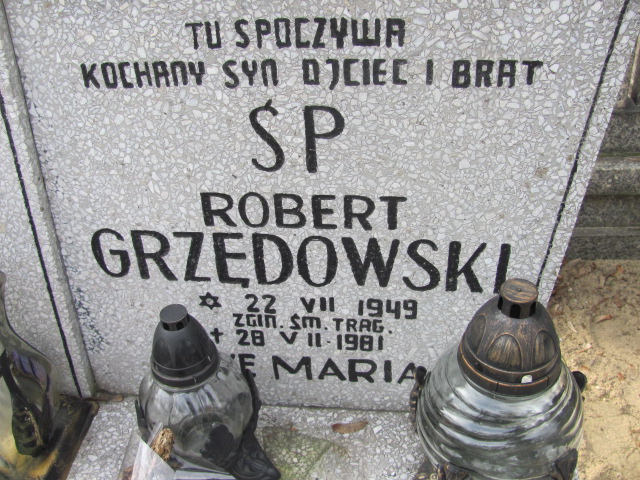 TU SPOCZYWA
KOCHANY SYN OJCIEC I BRAT
ŚP
ROBERT
GRZĘDOWSKI
✡ 22 VII 1949
ZGIN. ŚM. TRAG.
✝ 28 VII 1981
MARIA